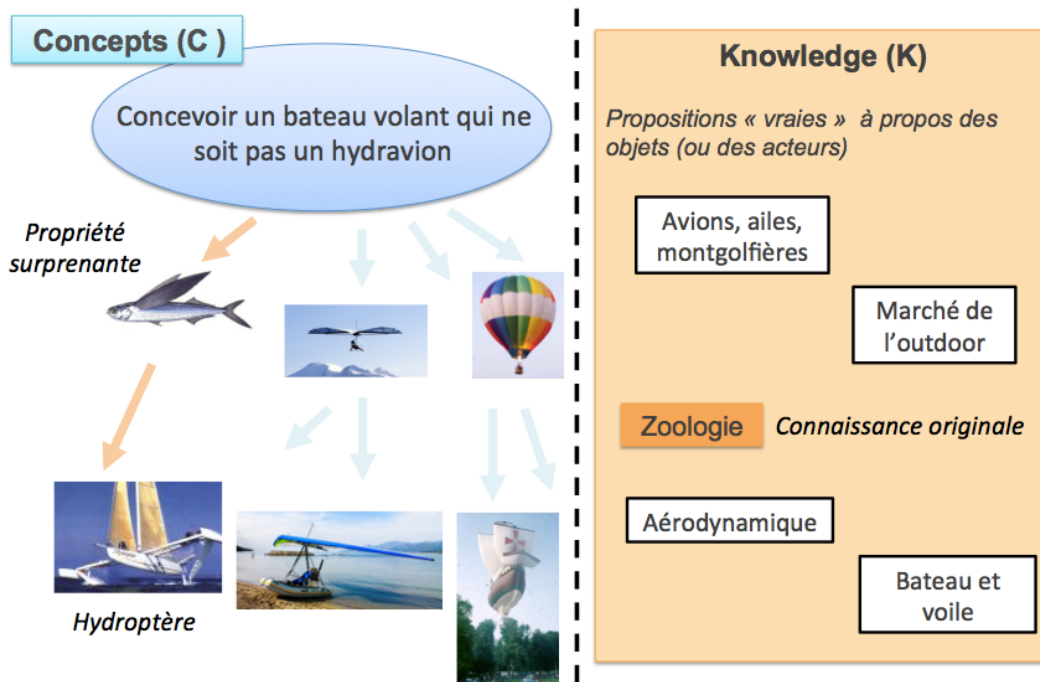 Concepts (C )
Concevoir un bateau volant qui ne
soit pas un hydravion
Propriété
surprenante
Hydroptère
Knowledge (K)
Propositions « vraies » à propos des
objets (ou des acteurs)
Avions, ailes,
montgolfières
Marché de
l'outdoor
Zoologie
Connaissance originale
Aérodynamique
Bateau et
voile